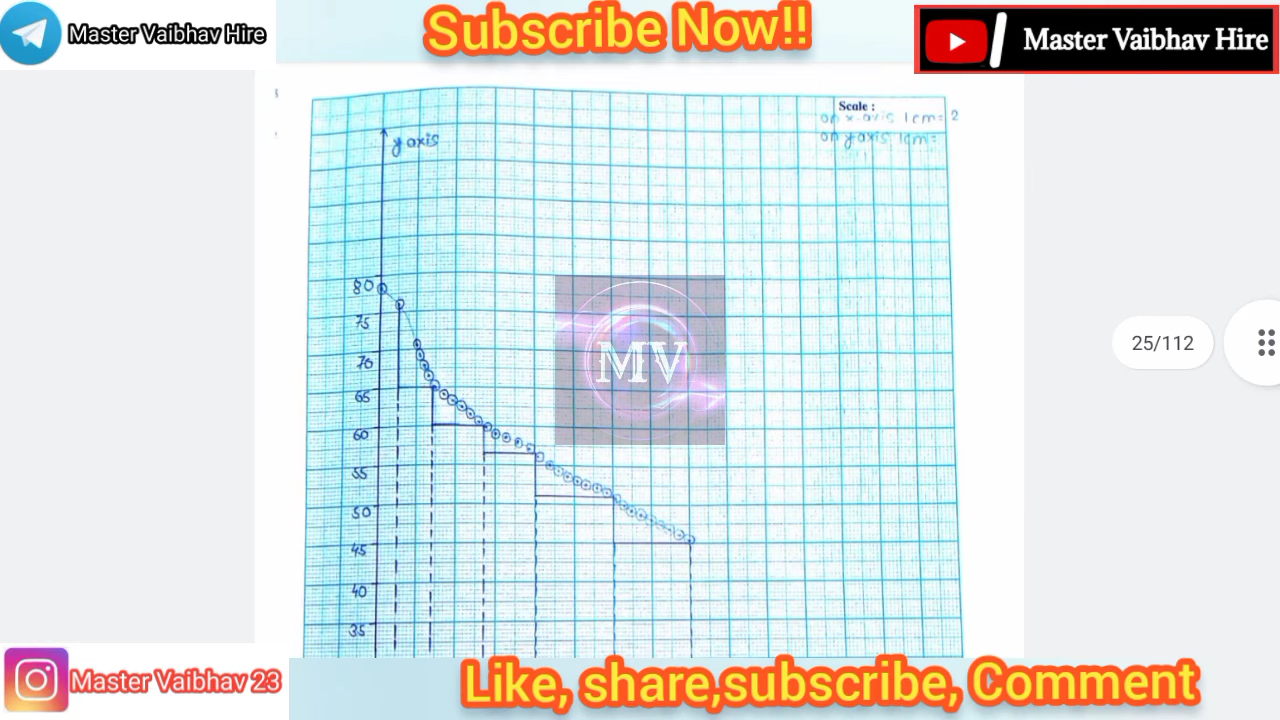 Master Vaibhav Hire
Subscribe Now!!
Master Vaibhav Hire
Scale :
on x-axis 1cm = 2
on y axis 1cm =
y axis
80
75
70
65
60
55
50
45
40
35
MV
25/112
Master Vaibhav 23
Like, share,subscribe, Comment